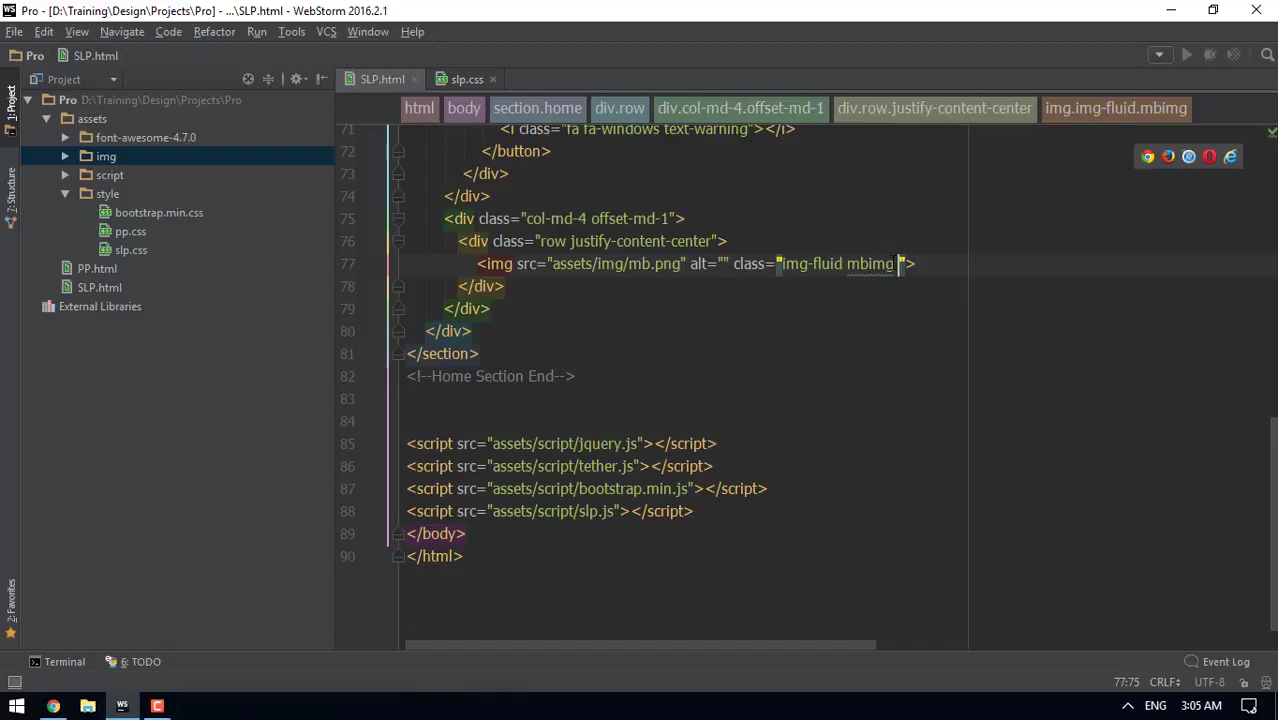 Pro - [D:\Training\Design\Projects\Pro] - ...\SLP.html - WebStorm 2016.2.1
File Edit View Navigate Code Refactor Run Tools VCS Window Help
Pro SLP.html
Project
SLP.html slp.css
1: Project
7: Structure
2: Favorites
Pro D:\Training\Design\Projects\Pro
assets
font-awesome-4.7.0
img
script
style
bootstrap.min.css
pp.css
slp.css
PP.html
SLP.html
External Libraries
html body section.home div.row div.col-md-4.offset-md-1 div.row.justify-content-center img.img-fluid.mbimg
71 <i class="fa fa-windows text-warning"></i>
72 </button>
73 </div>
74 </div>
75 <div class="col-md-4 offset-md-1">
76 <div class="row justify-content-center">
77 <img src="assets/img/mb.png" alt="" class="img-fluid mbimg ">
78 </div>
79 </div>
80 </div>
81 </section>
82 <!--Home Section End-->
83
84
85 <script src="assets/script/jquery.js"></script>
86 <script src="assets/script/tether.js"></script>
87 <script src="assets/script/bootstrap.min.js"></script>
88 <script src="assets/script/slp.js"></script>
89 </body>
90 </html>
Terminal 6: TODO Event Log
77:75 CRLF UTF-8
ENG 3:05 AM